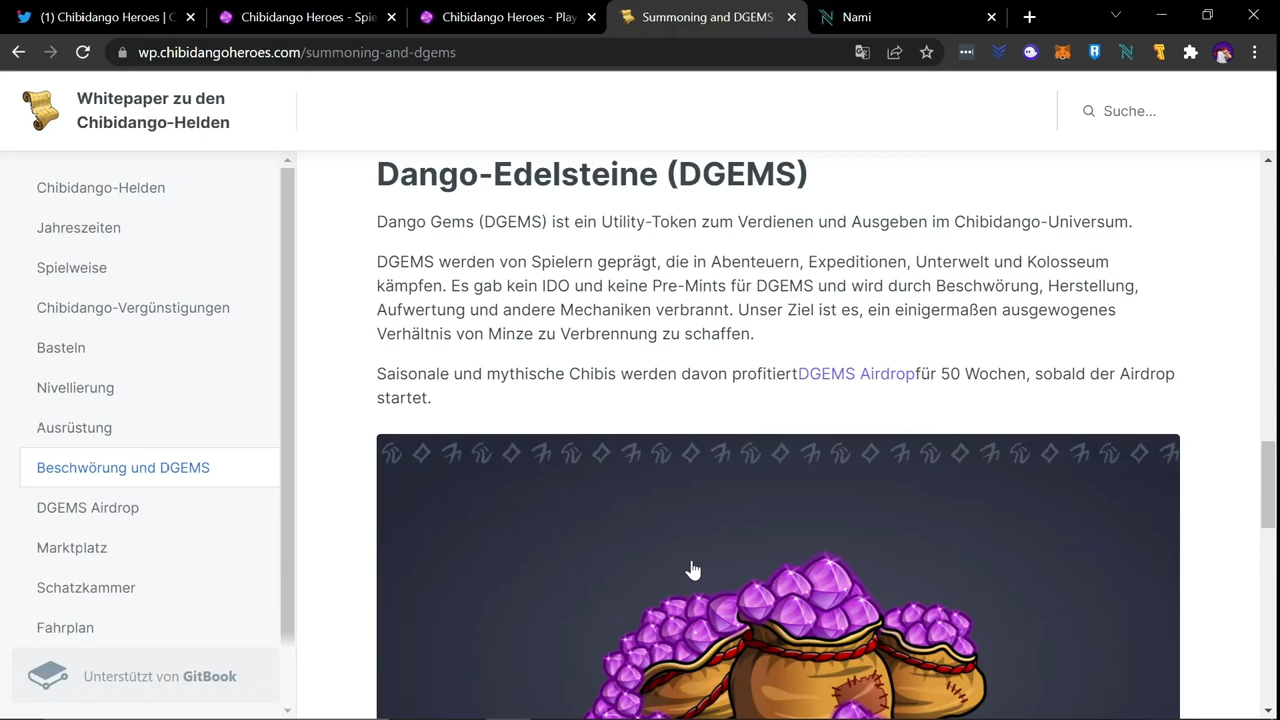 (1) Chibidango Heroes | C
Chibidango Heroes - Spie
Chibidango Heroes - Play
Summoning and DGEMS
Nami
wp.chibidangoheroes.com/summoning-and-dgems
Whitepaper zu den
Chibidango-Helden
Suche...
Chibidango-Helden
Jahreszeiten
Spielweise
Chibidango-Vergünstigungen
Basteln
Nivellierung
Ausrüstung
Beschwörung und DGEMS
DGEMS Airdrop
Marktplatz
Schatzkammer
Fahrplan
Unterstützt von GitBook
Dango-Edelsteine (DGEMS)
Dango Gems (DGEMS) ist ein Utility-Token zum Verdienen und Ausgeben im Chibidango-Universum.
DGEMS werden von Spielern geprägt, die in Abenteuern, Expeditionen, Unterwelt und Kolosseum
kämpfen. Es gab kein IDO und keine Pre-Mints für DGEMS und wird durch Beschwörung, Herstellung,
Aufwertung und andere Mechaniken verbrannt. Unser Ziel ist es, ein einigermaßen ausgewogenes
Verhältnis von Minze zu Verbrennung zu schaffen.
Saisonale und mythische Chibis werden davon profitiertDGEMS Airdropfür 50 Wochen, sobald der Airdrop
startet.